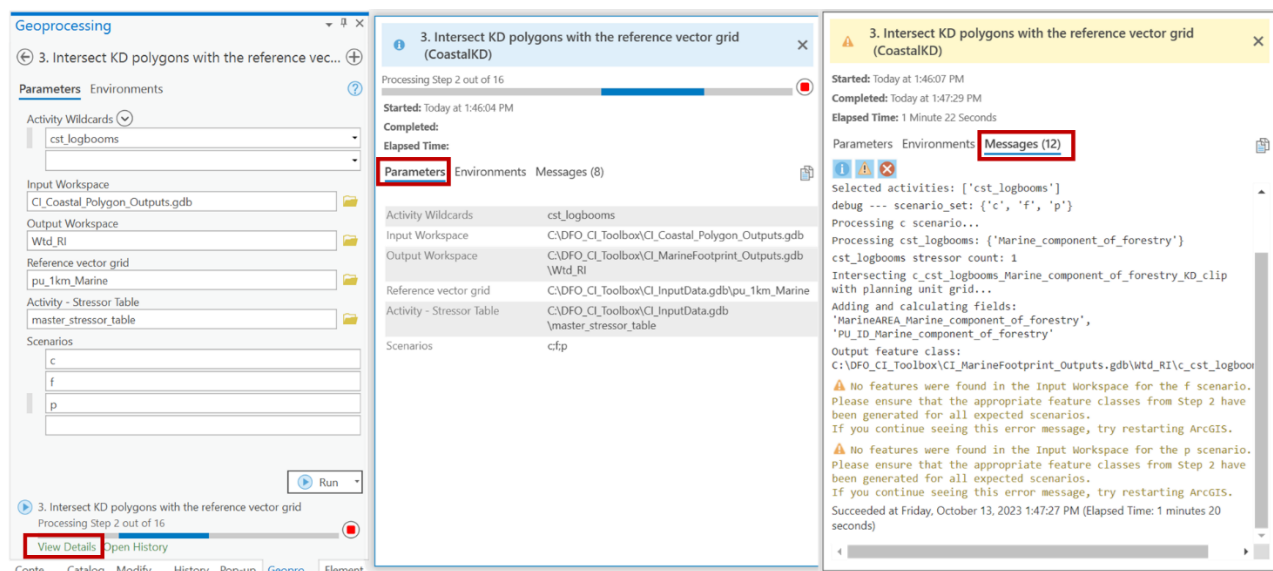 Geoprocessing
3. Intersect KD polygons with the reference vec...
Parameters Environments
Activity Wildcards
cst_logbooms
Input Workspace
CI_Coastal_Polygon_Outputs.gdb
Output Workspace
Wtd_RI
Reference vector grid
pu_1km_Marine
Activity - Stressor Table
master_stressor_table
Scenarios
c
f
p
Run
3. Intersect KD polygons with the reference vector grid
Processing Step 2 out of 16
View Details Open History
Conte... Catalog Modify... History Pop-up Geopro... Element
3. Intersect KD polygons with the reference vector grid
(CoastalKD)
Processing Step 2 out of 16
Started: Today at 1:46:04 PM
Completed:
Elapsed Time:
Parameters Environments Messages (8)
Activity Wildcards cst_logbooms
Input Workspace C:\DFO_CI_Toolbox\CI_Coastal_Polygon_Outputs.gdb
Output Workspace C:\DFO_CI_Toolbox\CI_MarineFootprint_Outputs.gdb
\Wtd_RI
Reference vector grid C:\DFO_CI_Toolbox\CI_InputData.gdb\pu_1km_Marine
Activity - Stressor Table C:\DFO_CI_Toolbox\CI_InputData.gdb
\master_stressor_table
Scenarios c;f;p
3. Intersect KD polygons with the reference vector grid
(CoastalKD)
Started: Today at 1:46:07 PM
Completed: Today at 1:47:29 PM
Elapsed Time: 1 Minute 22 Seconds
Parameters Environments Messages (12)
Selected activities: ['cst_logbooms']
debug --- scenario_set: {'c', 'f', 'p'}
Processing c scenario...
Processing cst_logbooms: {'Marine_component_of_forestry'}
cst_logbooms stressor count: 1
Intersecting c_cst_logbooms_Marine_component_of_forestry_KD_clip
with planning unit grid...
Adding and calculating fields:
'MarineAREA_Marine_component_of_forestry',
'PU_ID_Marine_component_of_forestry'
Output feature class:
C:\DFO_CI_Toolbox\CI_MarineFootprint_Outputs.gdb\Wtd_RI\c_cst_logboo
No features were found in the Input Workspace for the f scenario.
Please ensure that the appropriate feature classes from Step 2 have
been generated for all expected scenarios.
If you continue seeing this error message, try restarting ArcGIS.
No features were found in the Input Workspace for the p scenario.
Please ensure that the appropriate feature classes from Step 2 have
been generated for all expected scenarios.
If you continue seeing this error message, try restarting ArcGIS.
Succeeded at Friday, October 13, 2023 1:47:27 PM (Elapsed Time: 1 minutes 20
seconds)